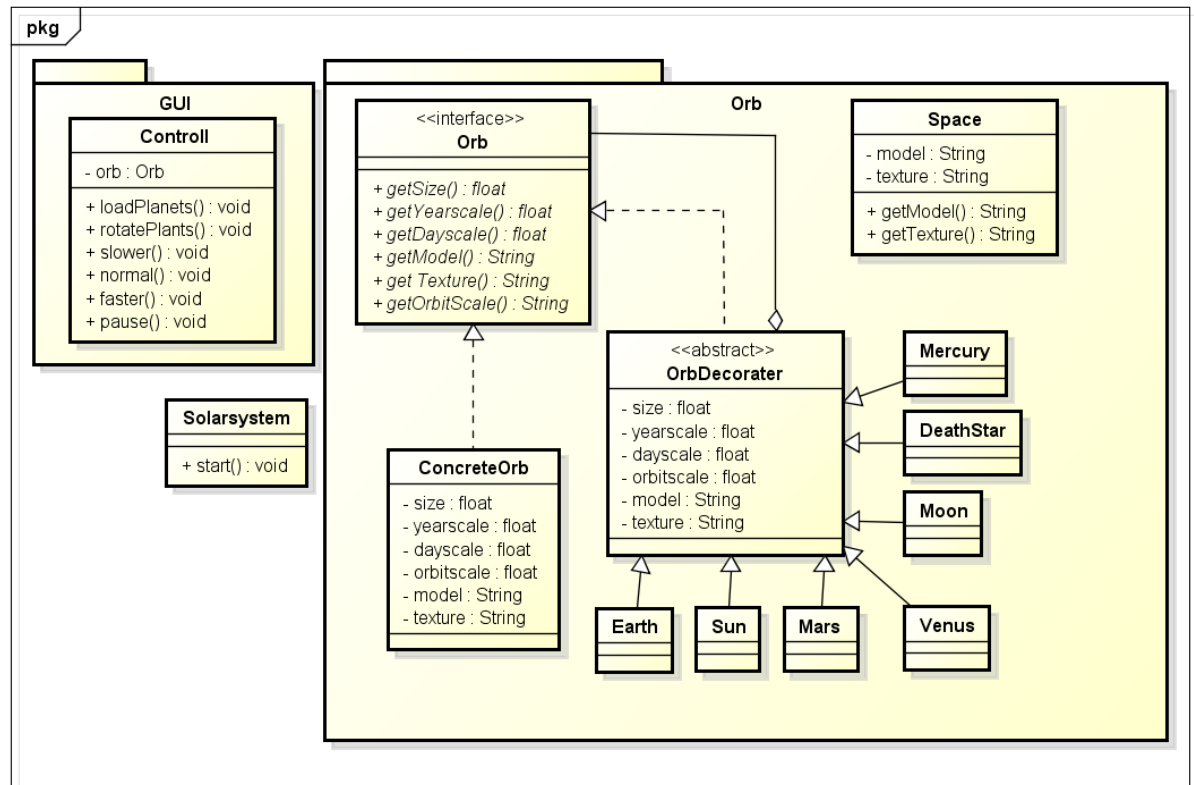 pkg
GUI
Controll
- orb : Orb
+ loadPlanets() : void
+ rotatePlants() : void
+ slower() : void
+ normal() : void
+ faster() : void
+ pause() : void
Solarsystem
+ start() : void
Orb
<<interface>>
Orb
+ getSize() : float
+ getYearscale() : float
+ getDayscale() : float
+ getModel() : String
+ get Texture() : String
+ getOrbitScale() : String
Space
- model : String
- texture : String
+ getModel() : String
+ getTexture() : String
<<abstract>>
OrbDecorater
- size : float
- yearscale : float
- dayscale : float
- orbitscale : float
- model : String
- texture : String
ConcreteOrb
- size : float
- yearscale : float
- dayscale : float
- orbitscale : float
- model : String
- texture : String
Mercury
DeathStar
Moon
Earth
Sun
Mars
Venus